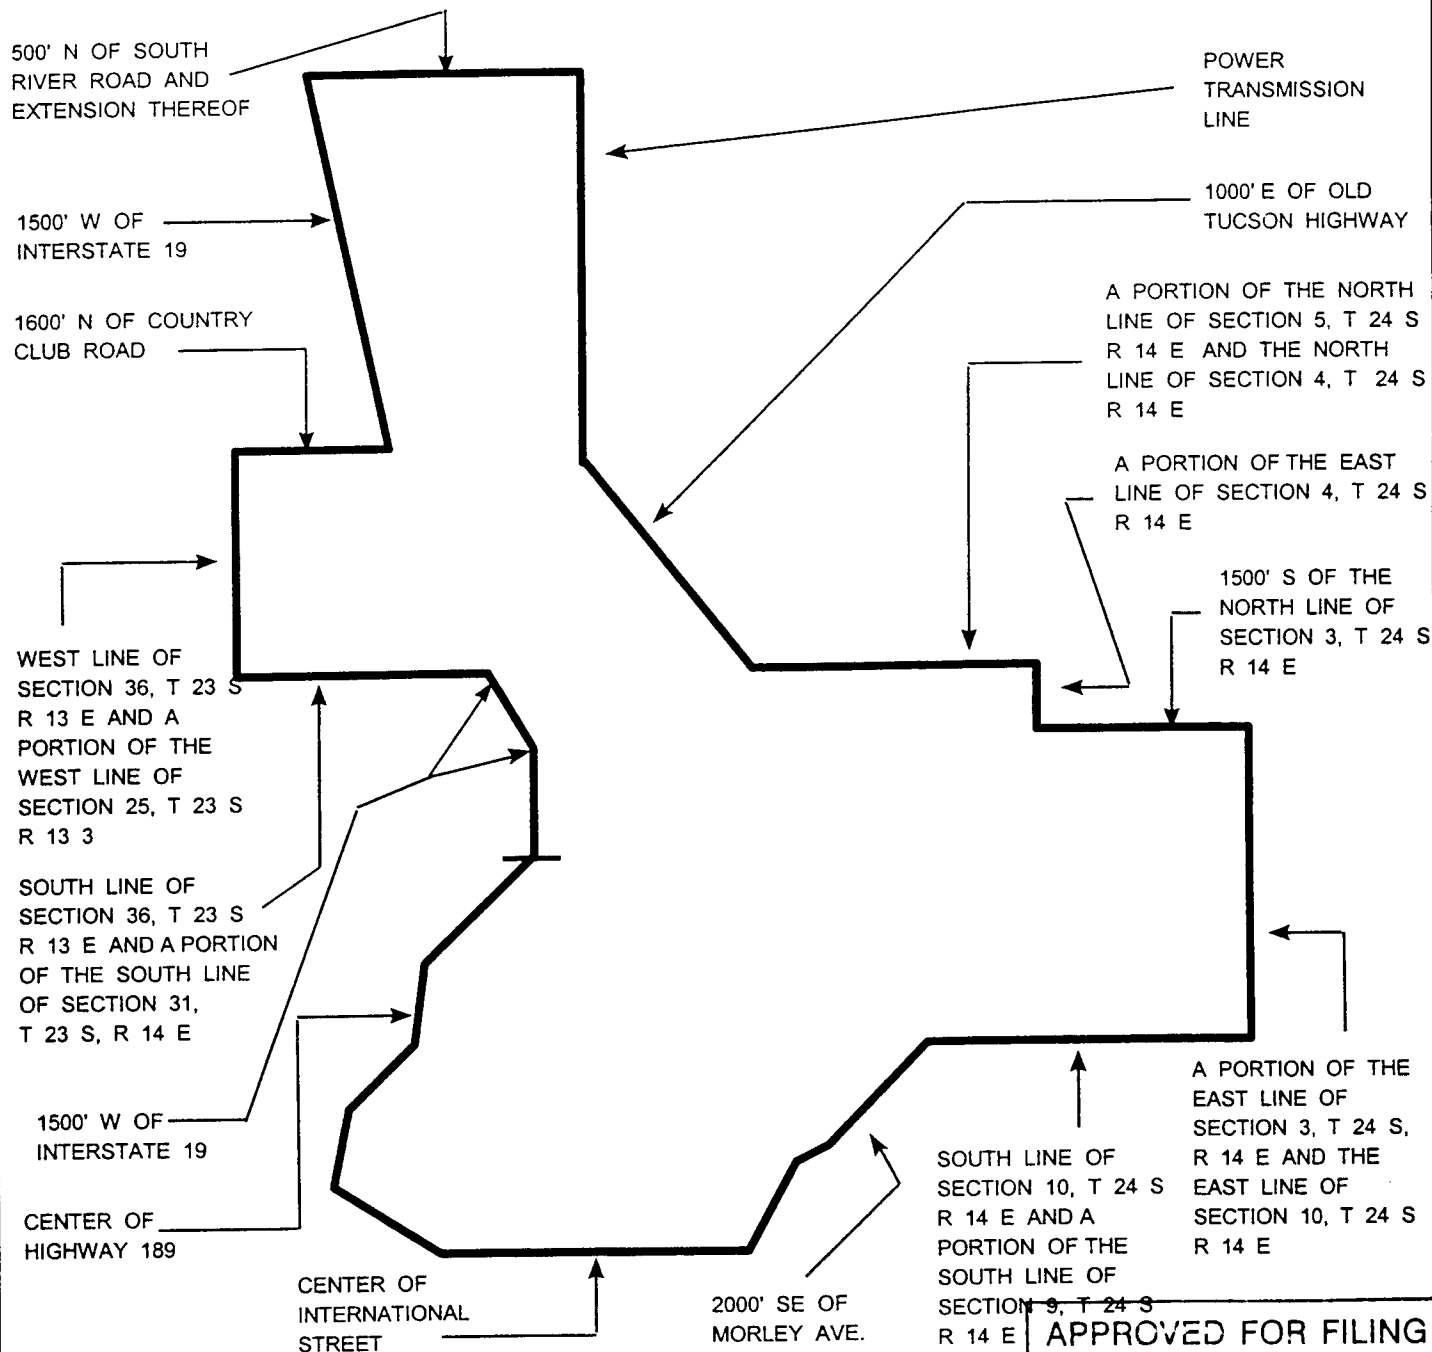 500' N OF SOUTH
RIVER ROAD AND
EXTENSION THEREOF
POWER
TRANSMISSION
LINE
1500' W OF
INTERSTATE 19
1000' E OF OLD
TUCSON HIGHWAY
1600' N OF COUNTRY
CLUB ROAD
A PORTION OF THE NORTH
LINE OF SECTION 5, T 24 S
R 14 E AND THE NORTH
LINE OF SECTION 4, T 24 S
R 14 E
A PORTION OF THE EAST
LINE OF SECTION 4, T 24 S
R 14 E
1500' S OF THE
NORTH LINE OF
SECTION 3, T 24 S
R 14 E
WEST LINE OF
SECTION 36, T 23 S
R 13 E AND A
PORTION OF THE
WEST LINE OF
SECTION 25, T 23 S
R 13 3
SOUTH LINE OF
SECTION 36, T 23 S
R 13 E AND A PORTION
OF THE SOUTH LINE
OF SECTION 31,
T 23 S, R 14 E
1500' W OF
INTERSTATE 19
CENTER OF
HIGHWAY 189
CENTER OF
INTERNATIONAL
STREET
2000' SE OF
MORLEY AVE.
SOUTH LINE OF
SECTION 10, T 24 S
R 14 E AND A
PORTION OF THE
SOUTH LINE OF
SECTION 9, T 24 S
R 14 E
A PORTION OF THE
EAST LINE OF
SECTION 3, T 24 S,
R 14 E AND THE
EAST LINE OF
SECTION 10, T 24 S
R 14 E
APPROVED FOR FILING